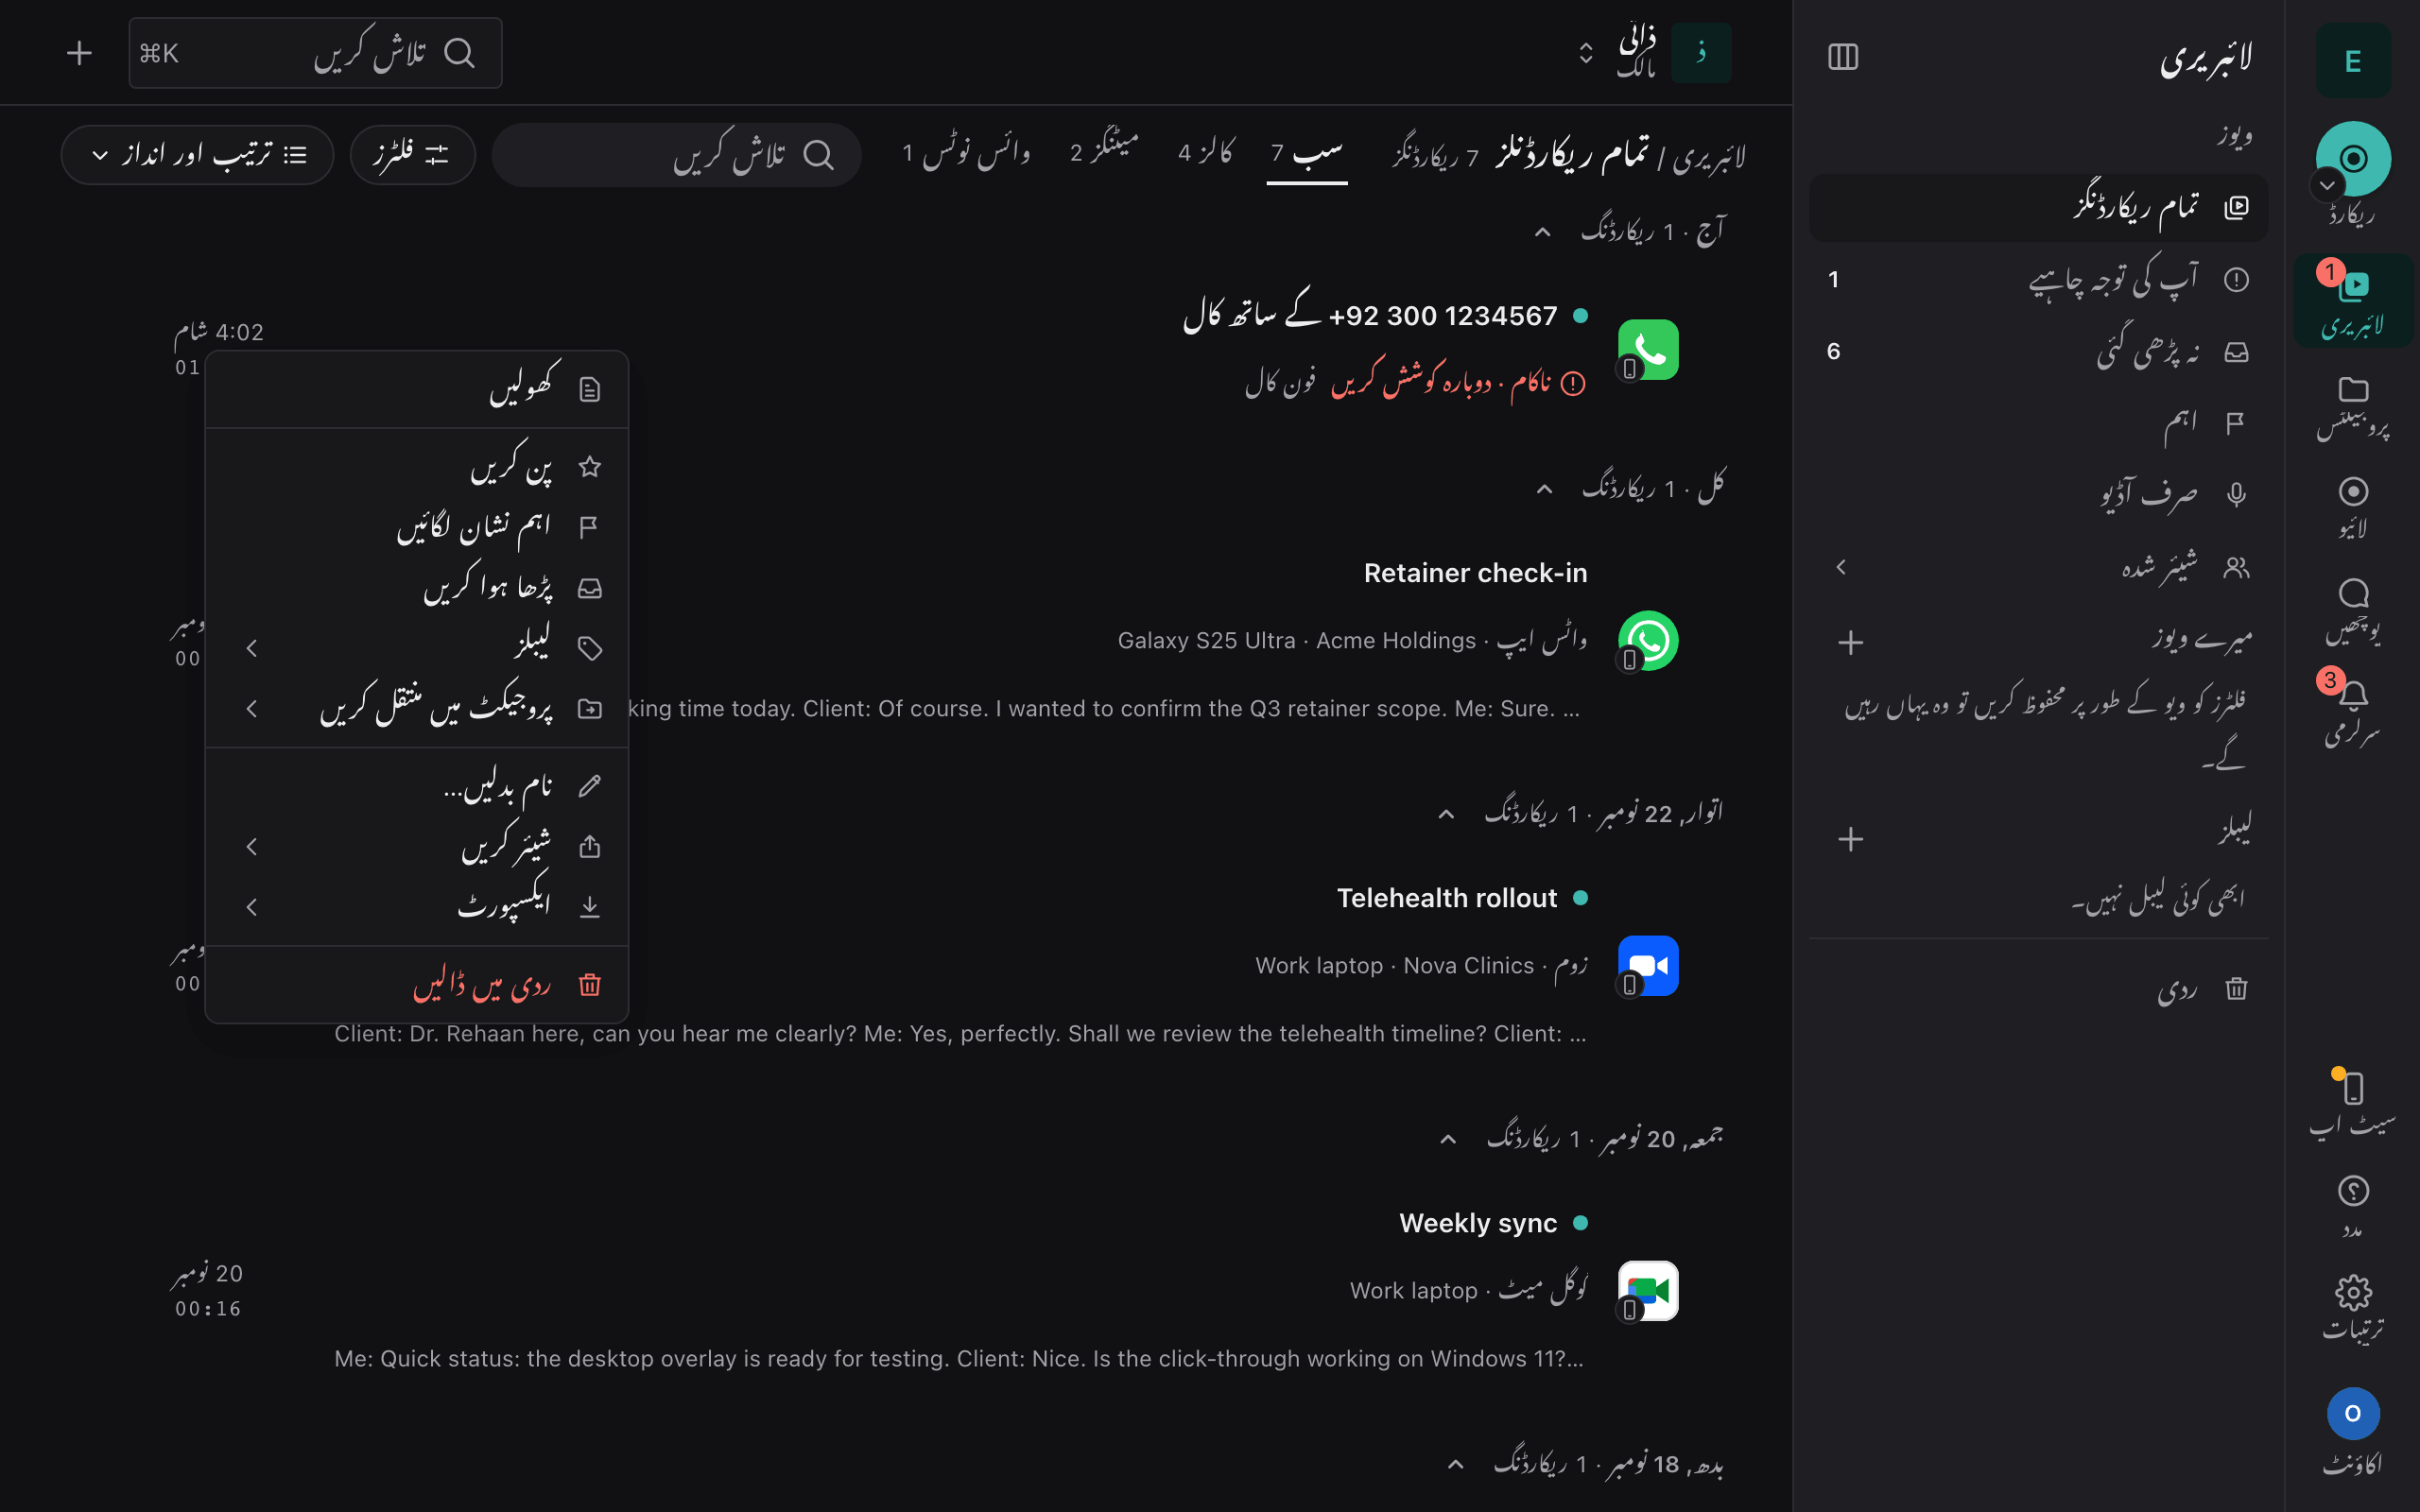 E
ریکارڈ
1
لائبریری
پروجیکٹس
لائیو
پوچھیں
3
سرگرمی
سیٹ اپ
مدد
ترتیبات
O
اکاؤنٹ
لائبریری
ویوز
تمام ریکارڈنگز
آپ کی توجہ چاہیے 1
نہ پڑھی گئی 6
اہم
صرف آڈیو
شیئر شدہ
میرے ویوز
فلٹرز کو ویو کے طور پر محفوظ کریں تو وہ یہاں رہیں
گے۔
لیبلز
ابھی کوئی لیبل نہیں۔
ردی
ذ
ذاتی
مالک
تلاش کریں ⌘K
لائبریری / تمام ریکارڈنگز 7 ریکارڈنگز
سب 7 کالز 4 میٹنگز 2 وائس نوٹس 1
تلاش کریں
فلٹرز
ترتیب اور انداز
آج · 1 ریکارڈنگ
+92 300 1234567 کے ساتھ کال
ناکام · دوبارہ کوشش کریں فون کال
4:02 شام
01
کل · 1 ریکارڈنگ
Retainer check-in
واٹس ایپ · Galaxy S25 Ultra · Acme Holdings
king time today. Client: Of course. I wanted to confirm the Q3 retainer scope. Me: Sure. ...
00
اتوار, 22 نومبر · 1 ریکارڈنگ
Telehealth rollout
زوم · Work laptop · Nova Clinics
Client: Dr. Rehaan here, can you hear me clearly? Me: Yes, perfectly. Shall we review the telehealth timeline? Client: ...
00
جمعہ, 20 نومبر · 1 ریکارڈنگ
Weekly sync
گوگل میٹ · Work laptop
Me: Quick status: the desktop overlay is ready for testing. Client: Nice. Is the click-through working on Windows 11?...
20 نومبر
00:16
بدھ, 18 نومبر · 1 ریکارڈنگ
کھولیں
پن کریں
اہم نشان لگائیں
پڑھا ہوا کریں
لیبلز
پروجیکٹ میں منتقل کریں
نام بدلیں...
شیئر کریں
ایکسپورٹ
ردی میں ڈالیں